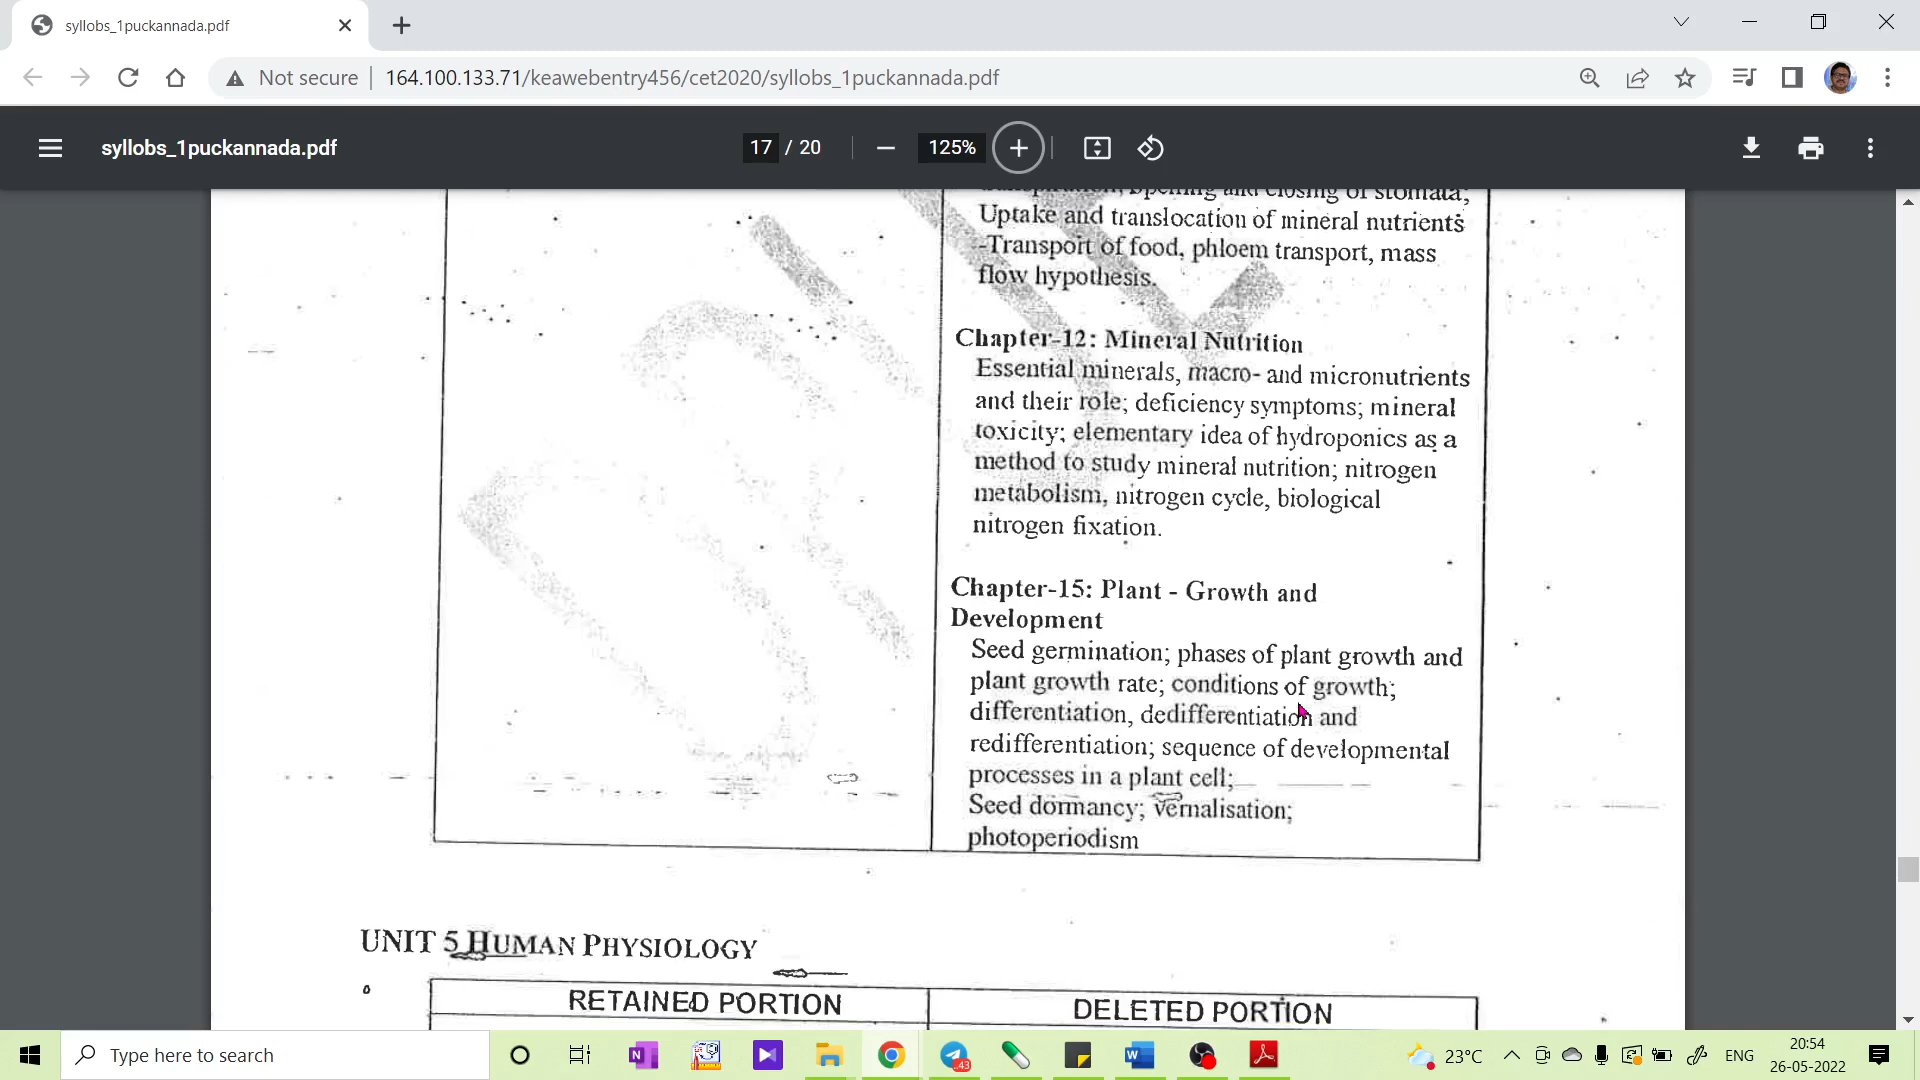 syllobs_1puckannada.pdf
Not secure
164.100.133.71/keawebentry456/cet2020/syllobs_1puckannada.pdf
syllobs_1puckannada.pdf
17 / 20
125%
opening and closing of stomata;
Uptake and translocation of mineral nutrients
-Transport of food, phloem transport, mass
flow hypothesis.
Chapter-12: Mineral Nutrition
Essential minerals, macro- and micronutrients
and their role; deficiency symptoms; mineral
toxicity; elementary idea of hydroponics as a
method to study mineral nutrition; nitrogen
metabolism, nitrogen cycle, biological
nitrogen fixation.
Chapter-15: Plant - Growth and
Development
Seed germination; phases of plant growth and
plant growth rate; conditions of growth;
differentiation, dedifferentiation and
redifferentiation; sequence of developmental
processes in a plant cell;
Seed dormancy; vernalisation;
photoperiodism
UNIT 5 HUMAN PHYSIOLOGY
RETAINED PORTION
DELETED PORTION
Type here to search
43
23°C
ENG
20:54
26-05-2022